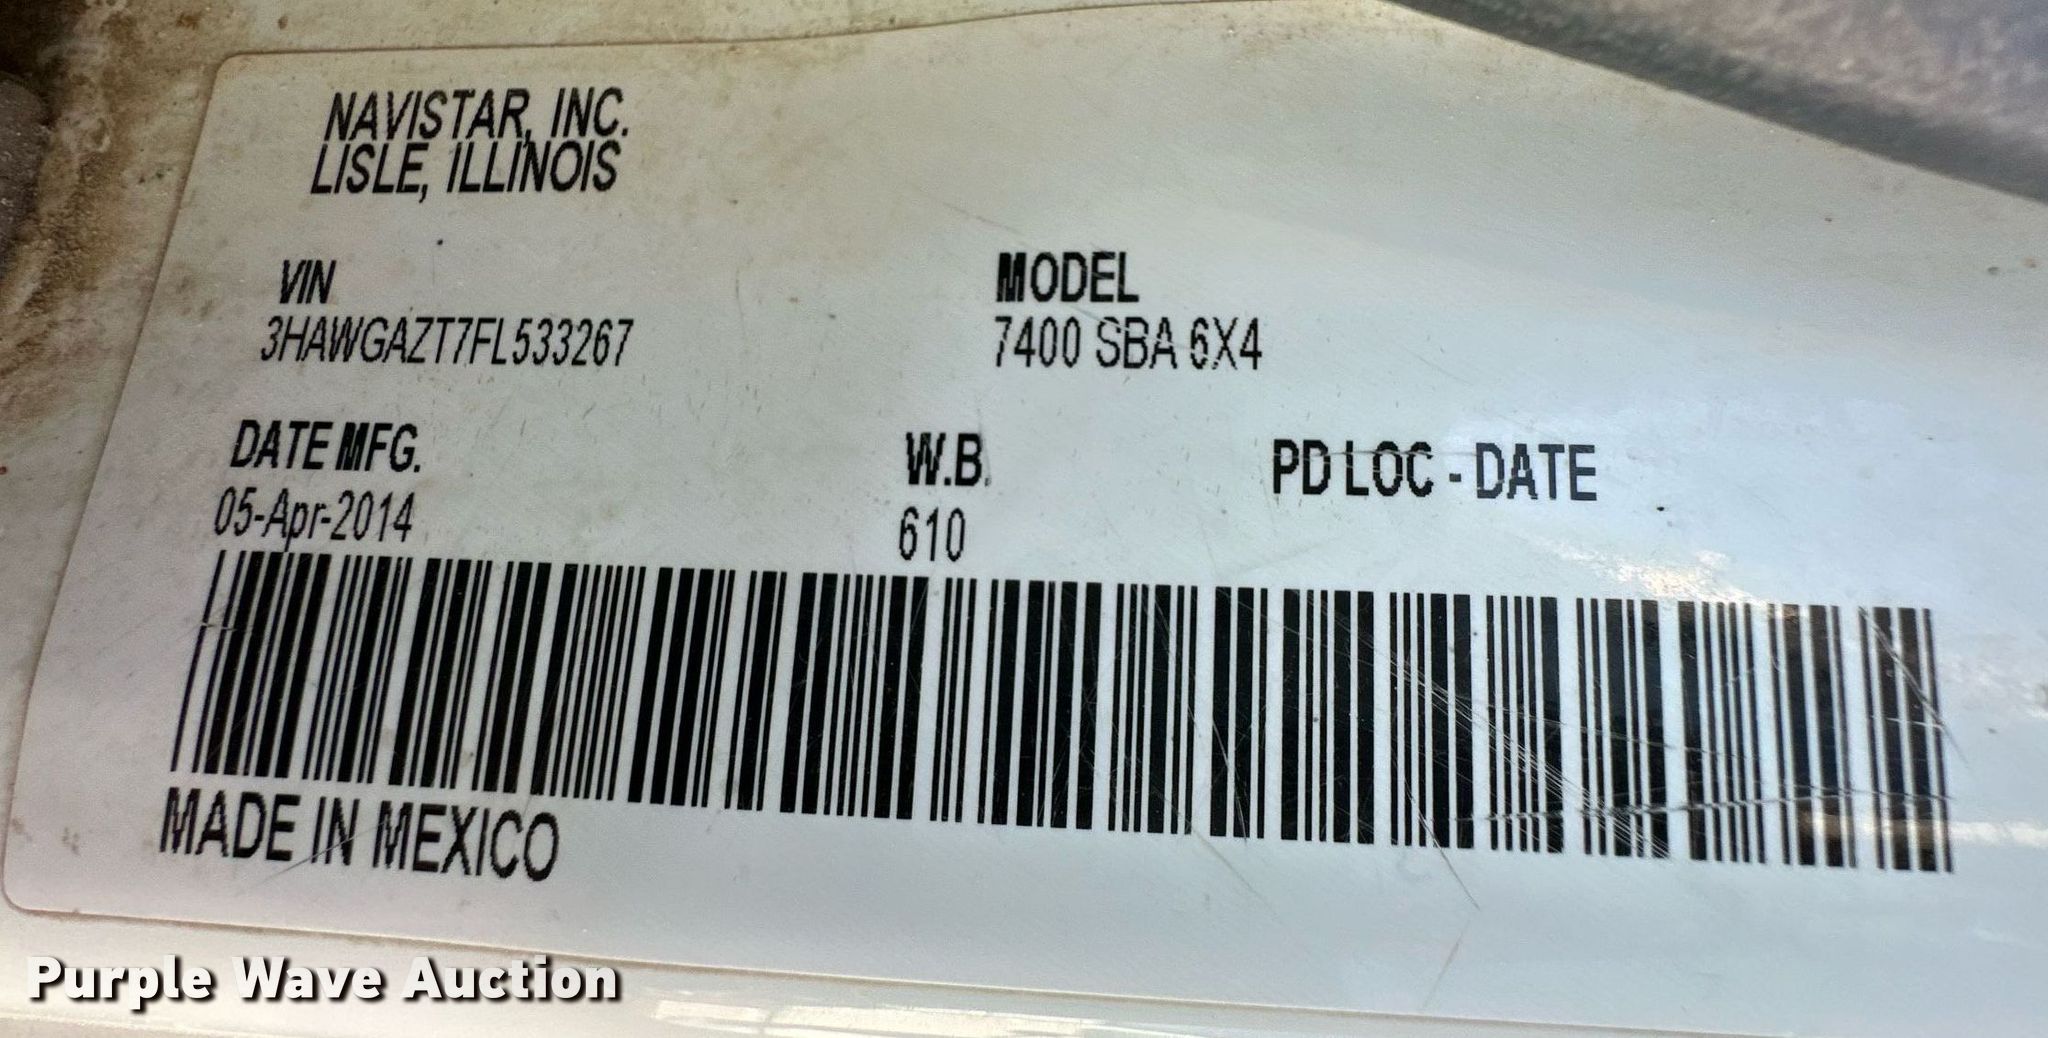 NAVISTAR, INC.
LISLE, ILLINOIS
VIN
3HAWGAZT7FL533267
MODEL
7400 SBA 6X4
DATE MFG.
05-Apr-2014
W.B.
610
PD LOC - DATE
MADE IN MEXICO
Purple Wave Auction